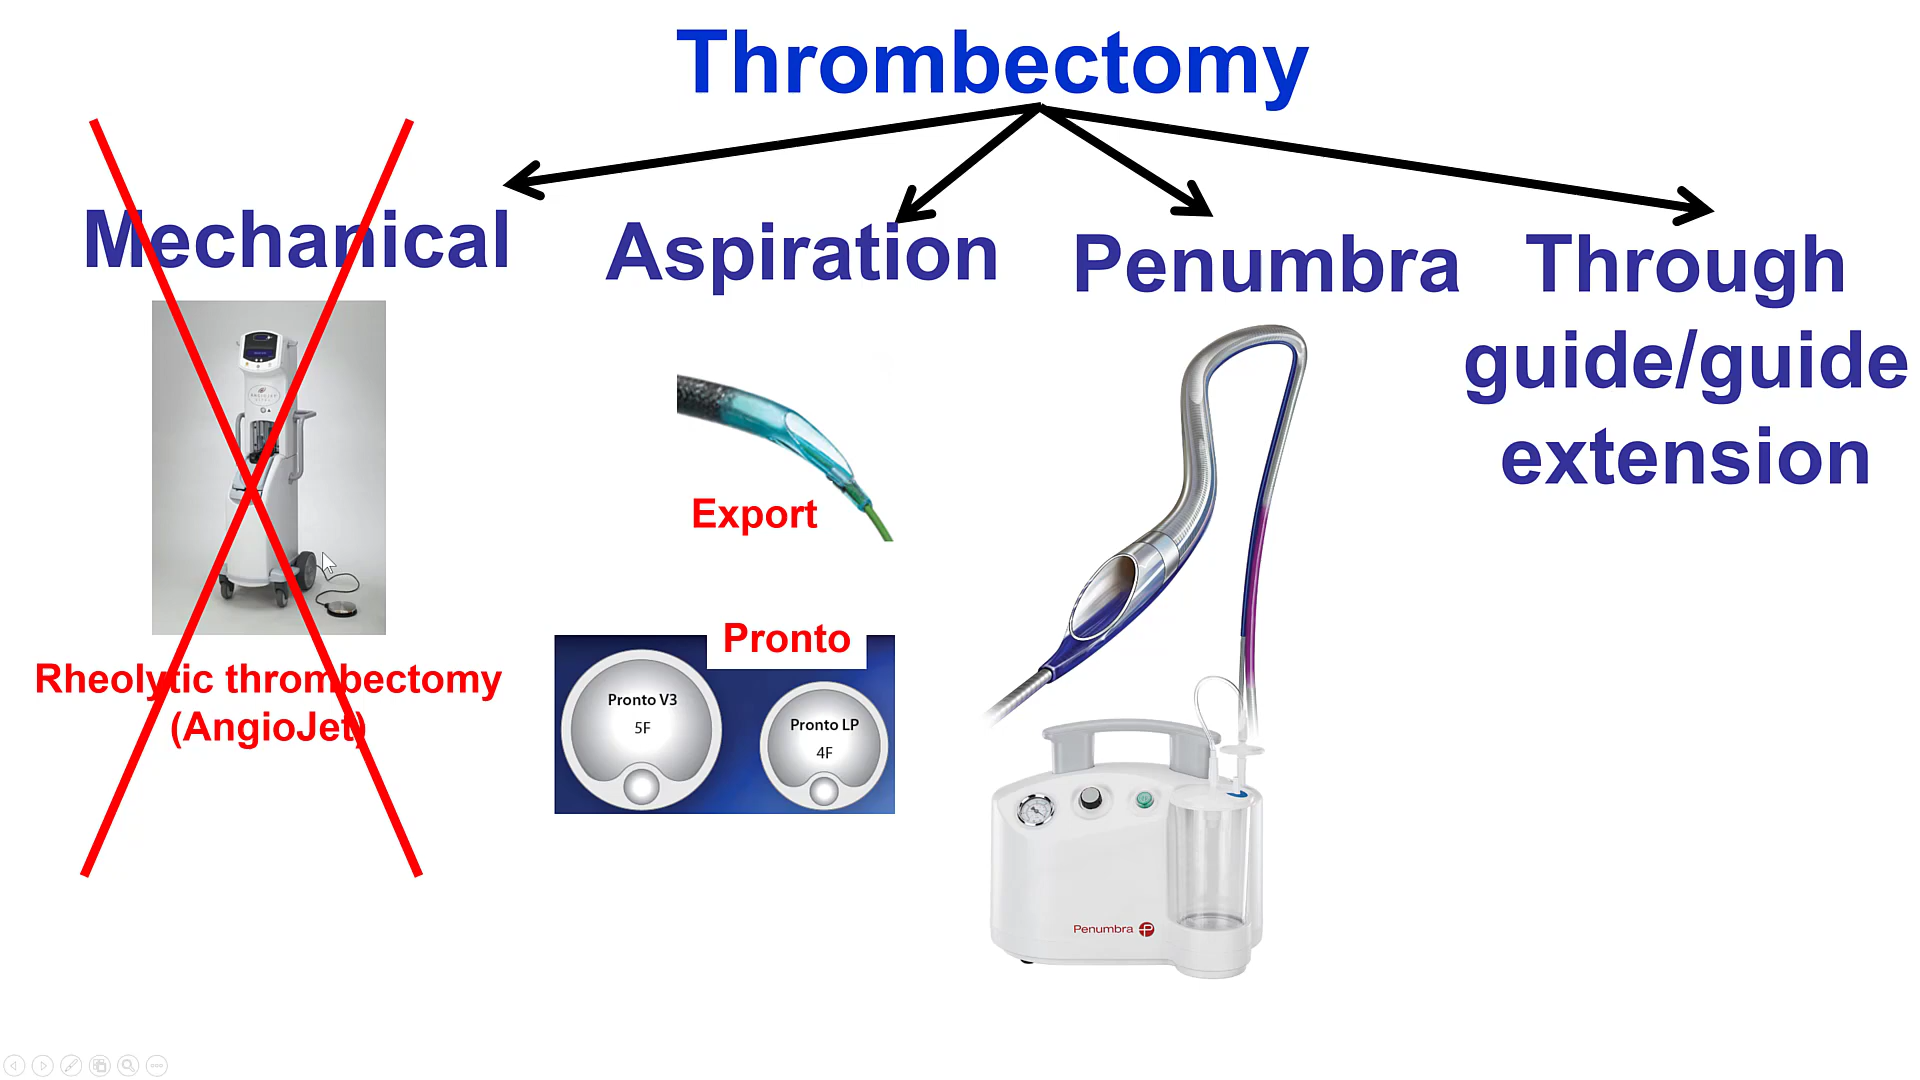 Thrombectomy
Mechanical
Rheolytic thrombectomy
(AngioJet)
Aspiration
Export
Pronto
Pronto V3
5F
Pronto LP
4F
Penumbra
Penumbra
Through
guide/guide
extension